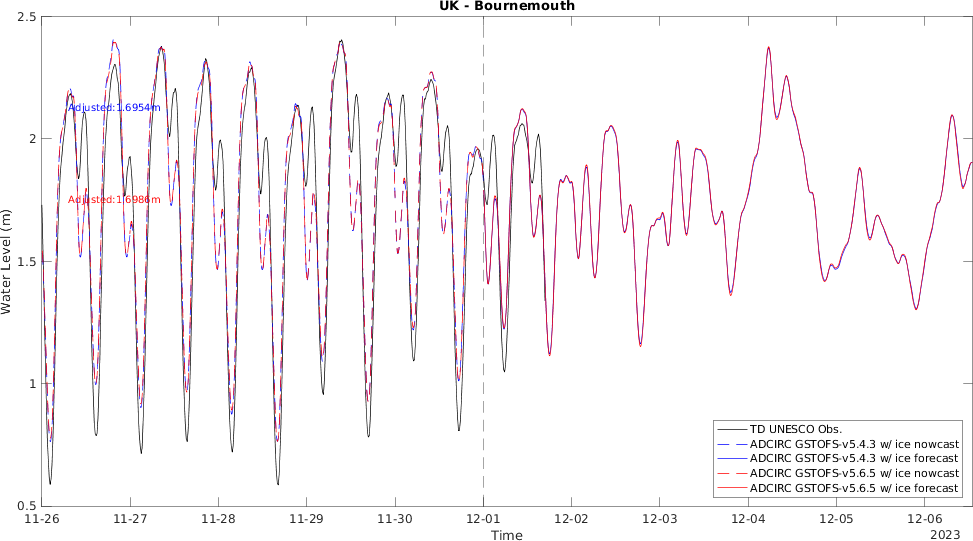 UK - Bournemouth
2.5
2
1.5
1
0.5
Water Level (m)
Adjusted:1.6954m
Adjusted:1.6986m
TD UNESCO Obs.
ADCIRC GSTOFS-v5.4.3 w/ ice nowcast
ADCIRC GSTOFS-v5.4.3 w/ ice forecast
ADCIRC GSTOFS-v5.6.5 w/ ice nowcast
ADCIRC GSTOFS-v5.6.5 w/ ice forecast
11-26 11-27 11-28 11-29 11-30 12-01 12-02 12-03 12-04 12-05 12-06
Time
2023